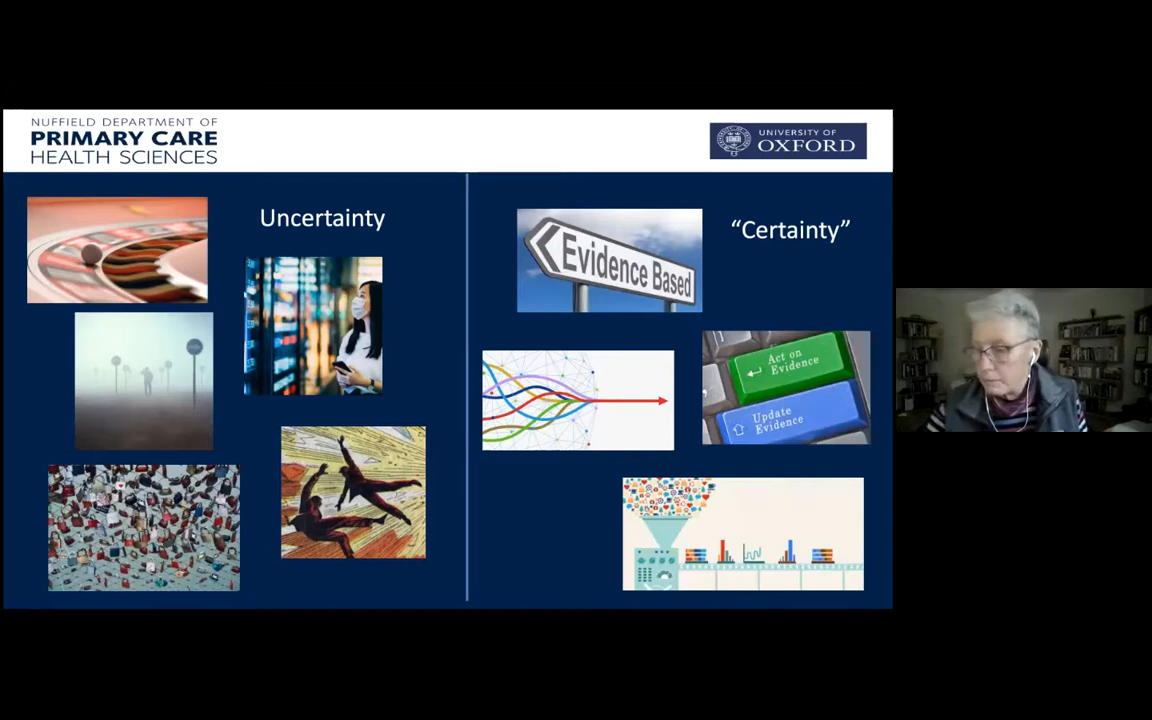 NUFFIELD DEPARTMENT OF
PRIMARY CARE
HEALTH SCIENCES
UNIVERSITY OF
OXFORD
Uncertainty
Evidence Based
“Certainty”
Act on
Evidence
Update
Evidence